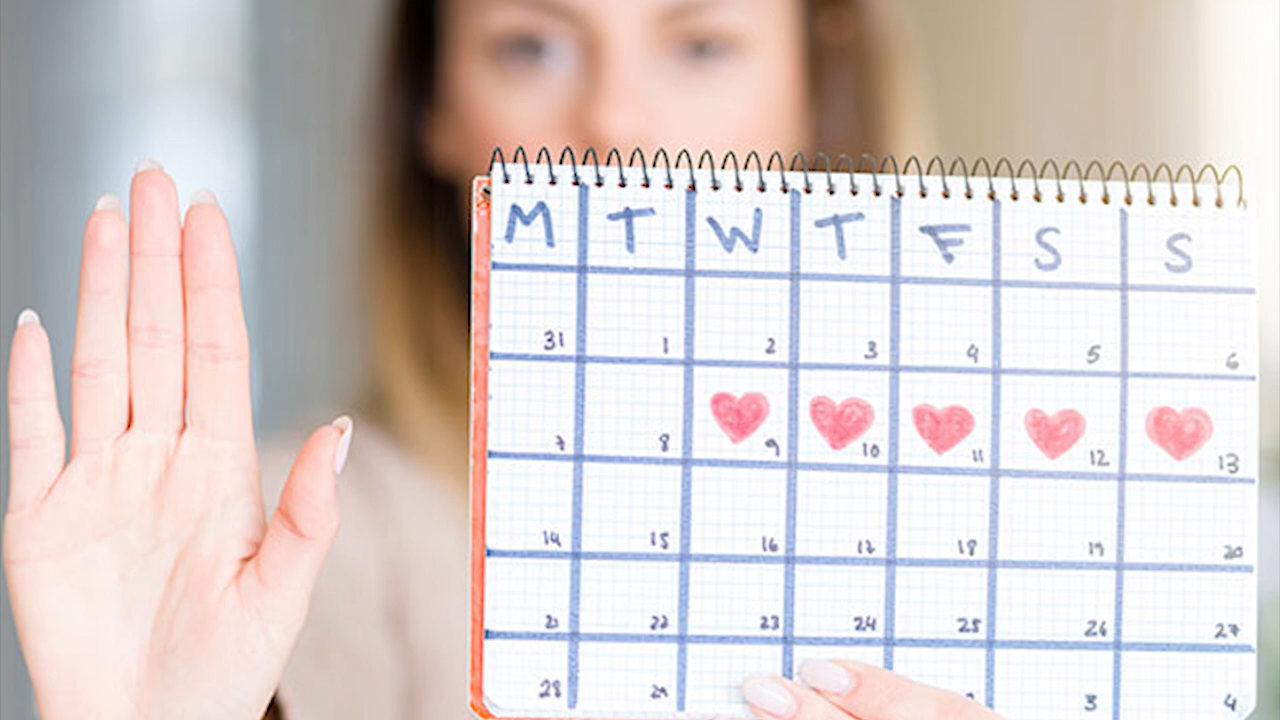 M T W T F S S
31 1 2 3 4 5 6
7 8 9 10 11 12 13
14 15 16 17 18 19 20
21 22 23 24 25 26 27
28 29 3 4